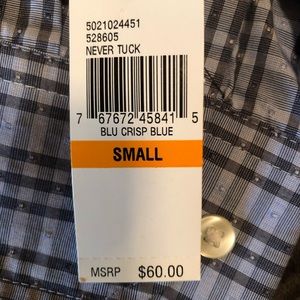 5021024451
528605
NEVER TUCK
7 67672 45841 5
BLU CRISP BLUE
SMALL
MSRP $60.00